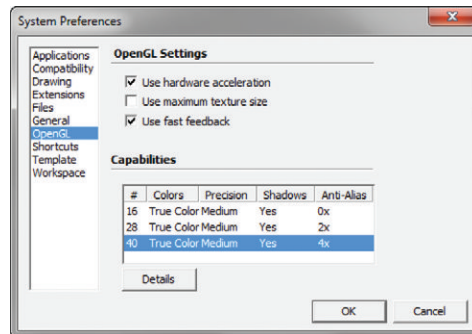 System Preferences
Applications
Compatibility
Drawing
Extensions
Files
General
OpenGL
Shortcuts
Template
Workspace
OpenGL Settings
Use hardware acceleration
Use maximum texture size
Use fast feedback
Capabilities
# Colors Precision Shadows Anti-Alias
16 True Color Medium Yes 0x
28 True Color Medium Yes 2x
40 True Color Medium Yes 4x
Details
OK Cancel